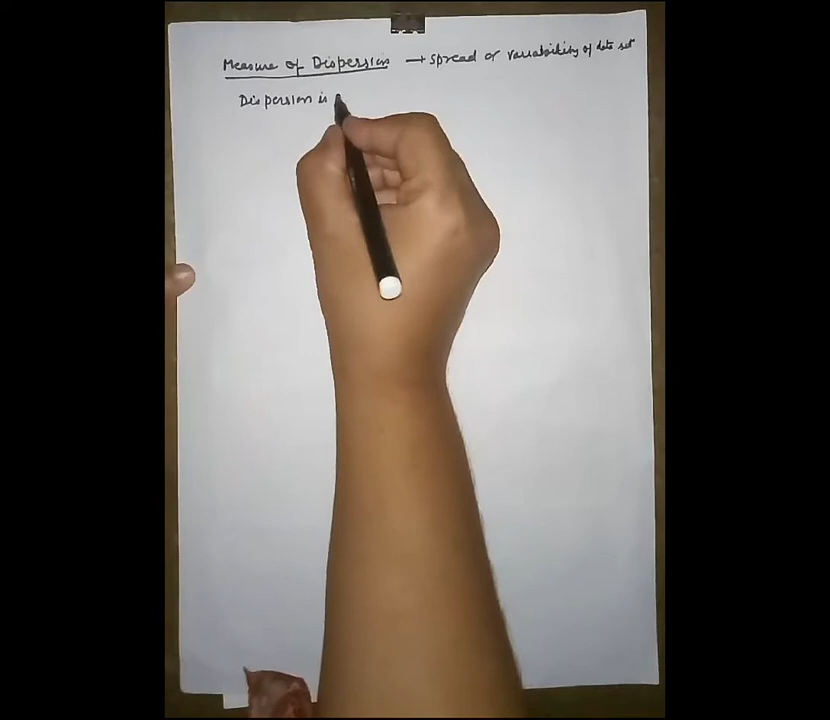 Measure of Dispersion → Spread or variability of data set
Dispersion is